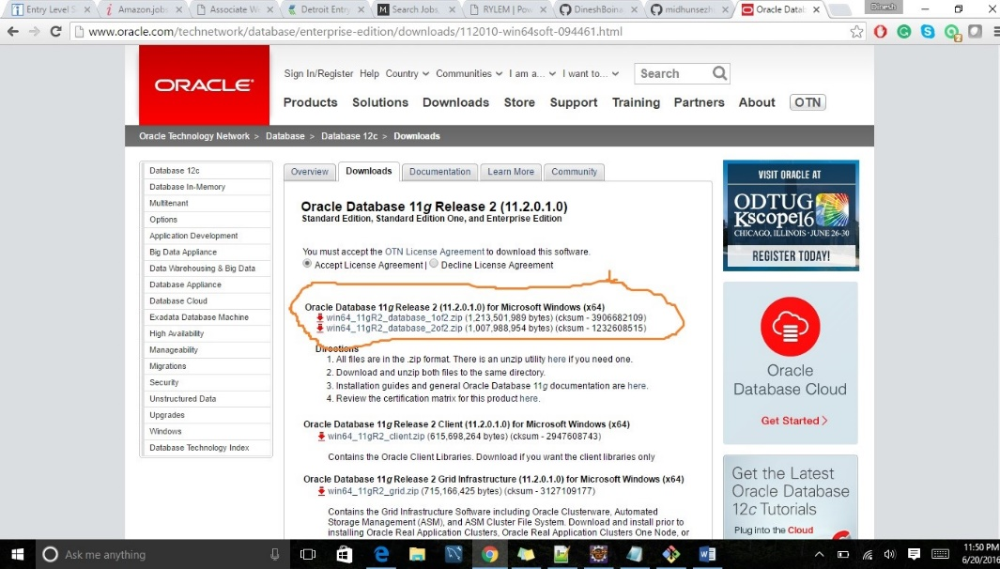 Entry Level S
Amazon.jobs
Associate W
Detroit Entry
Search Jobs
RYLEM | Pow
DineshBoina
midhunsezhi
Oracle Datab
Dinesh
www.oracle.com/technetwork/database/enterprise-edition/downloads/112010-win64soft-094461.html
ORACLE
Sign In/Register Help Country Communities I am a... I want to... Search
Products Solutions Downloads Store Support Training Partners About OTN
Oracle Technology Network > Database > Database 12c > Downloads
Database 12c
Database In-Memory
Multitenant
Options
Application Development
Big Data Appliance
Data Warehousing & Big Data
Database Appliance
Database Cloud
Exadata Database Machine
High Availability
Manageability
Migrations
Security
Unstructured Data
Upgrades
Windows
Database Technology Index
Overview Downloads Documentation Learn More Community
Oracle Database 11g Release 2 (11.2.0.1.0)
Standard Edition, Standard Edition One, and Enterprise Edition
You must accept the OTN License Agreement to download this software.
Accept License Agreement | Decline License Agreement
Oracle Database 11g Release 2 (11.2.0.1.0) for Microsoft Windows (x64)
win64_11gR2_database_1of2.zip (1,213,501,989 bytes) (cksum - 3906682109)
win64_11gR2_database_2of2.zip (1,007,988,954 bytes) (cksum - 1232608515)
Directions
1. All files are in the .zip format. There is an unzip utility here if you need one.
2. Download and unzip both files to the same directory.
3. Installation guides and general Oracle Database 11g documentation are here.
4. Review the certification matrix for this product here.
Oracle Database 11g Release 2 Client (11.2.0.1.0) for Microsoft Windows (x64)
win64_11gR2_client.zip (615,698,264 bytes) (cksum - 2947608743)
Contains the Oracle Client Libraries. Download if you want the client libraries only
Oracle Database 11g Release 2 Grid Infrastructure (11.2.0.1.0) for Microsoft Windows (x64)
win64_11gR2_grid.zip (715,166,425 bytes) (cksum - 3127109177)
Contains the Grid Infrastructure Software including Oracle Clusterware, Automated
Storage Management (ASM), and ASM Cluster File System. Download and install prior to
installing Oracle Real Application Clusters, Oracle Real Application Clusters One Node, or
VISIT ORACLE AT
ODTUG
Kscope16
CHICAGO, ILLINOIS · JUNE 26-30
REGISTER TODAY!
Oracle
Database Cloud
Get Started >
Get the Latest
Oracle Database
12c Tutorials
Plug into the Cloud
Ask me anything
11:50 PM
6/20/2016